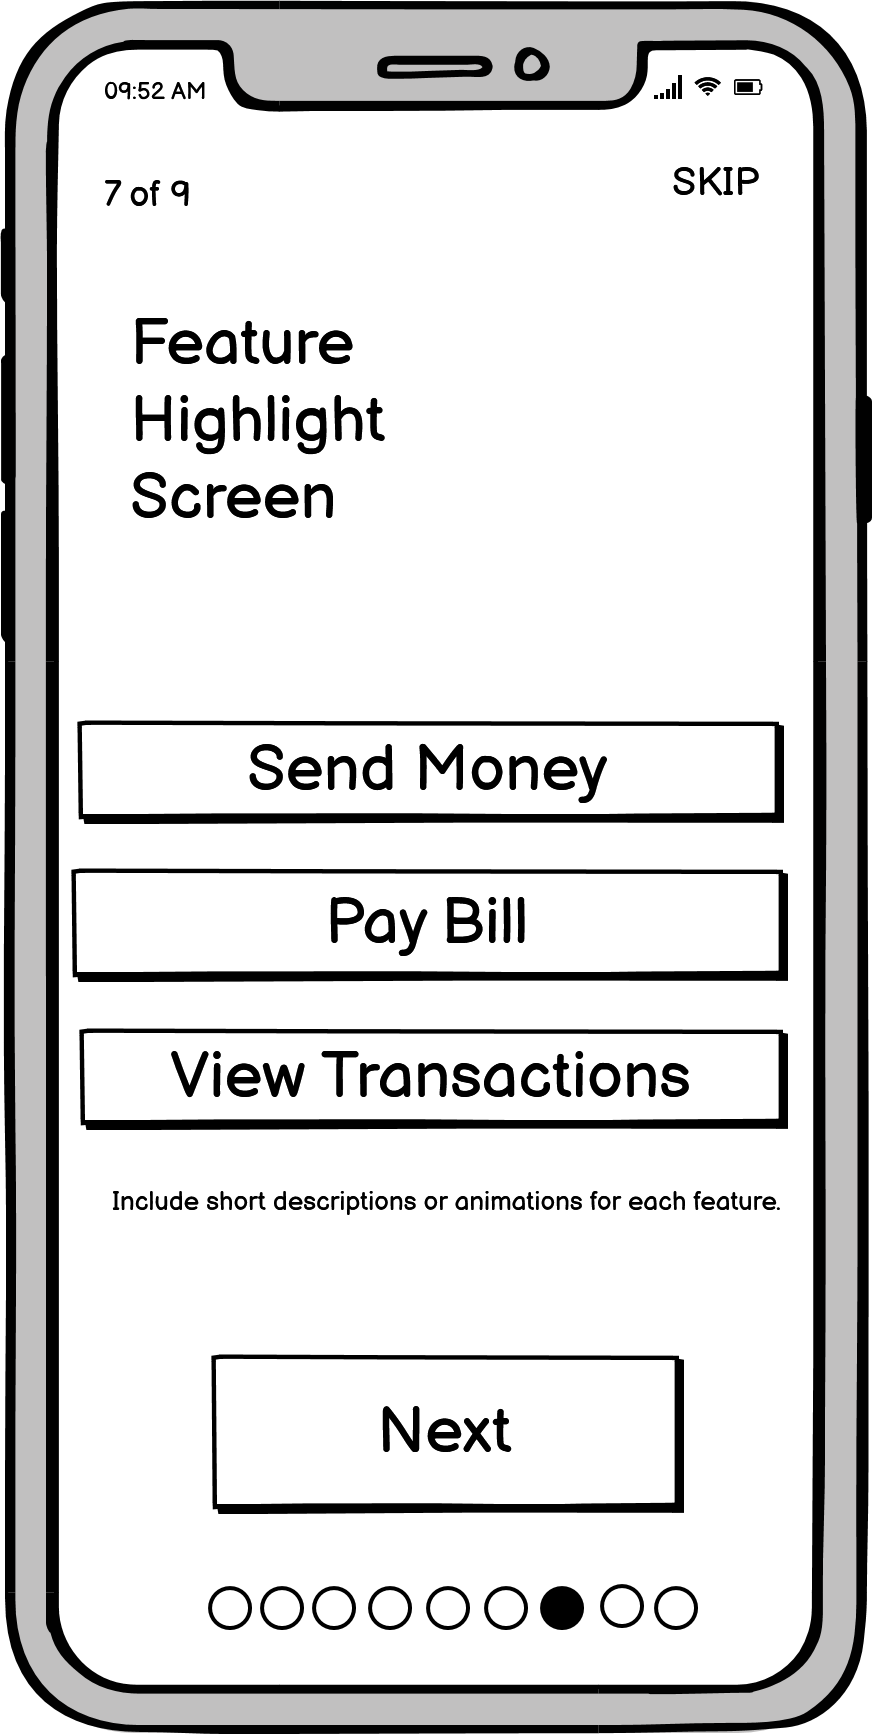 09:52 AM
7 of 9
SKIP
Feature
Highlight
Screen
Send Money
Pay Bill
View Transactions
Include short descriptions or animations for each feature.
Next